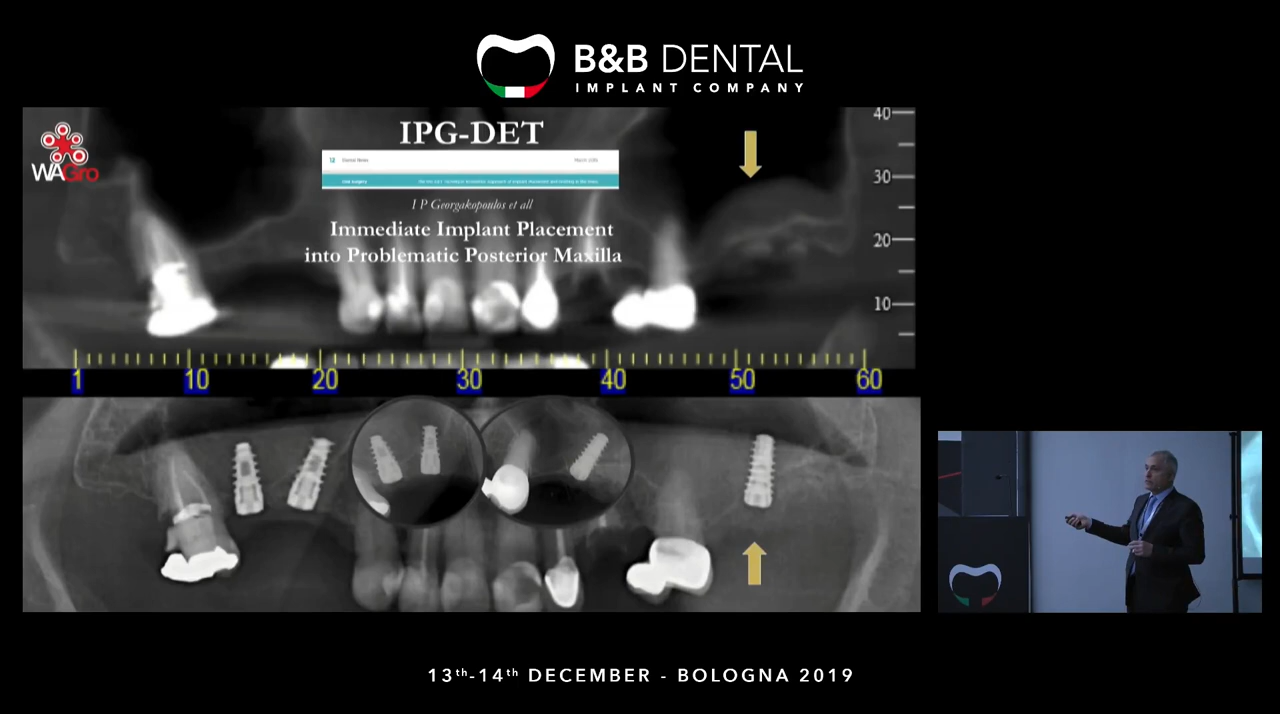 B&B DENTAL
IMPLANT COMPANY
WAGro
IPG-DET
I P Georgakopoulos et all
Immediate Implant Placement
into Problematic Posterior Maxilla
40
30
20
10
1 10 20 30 40 50 60
13th-14th DECEMBER - BOLOGNA 2019